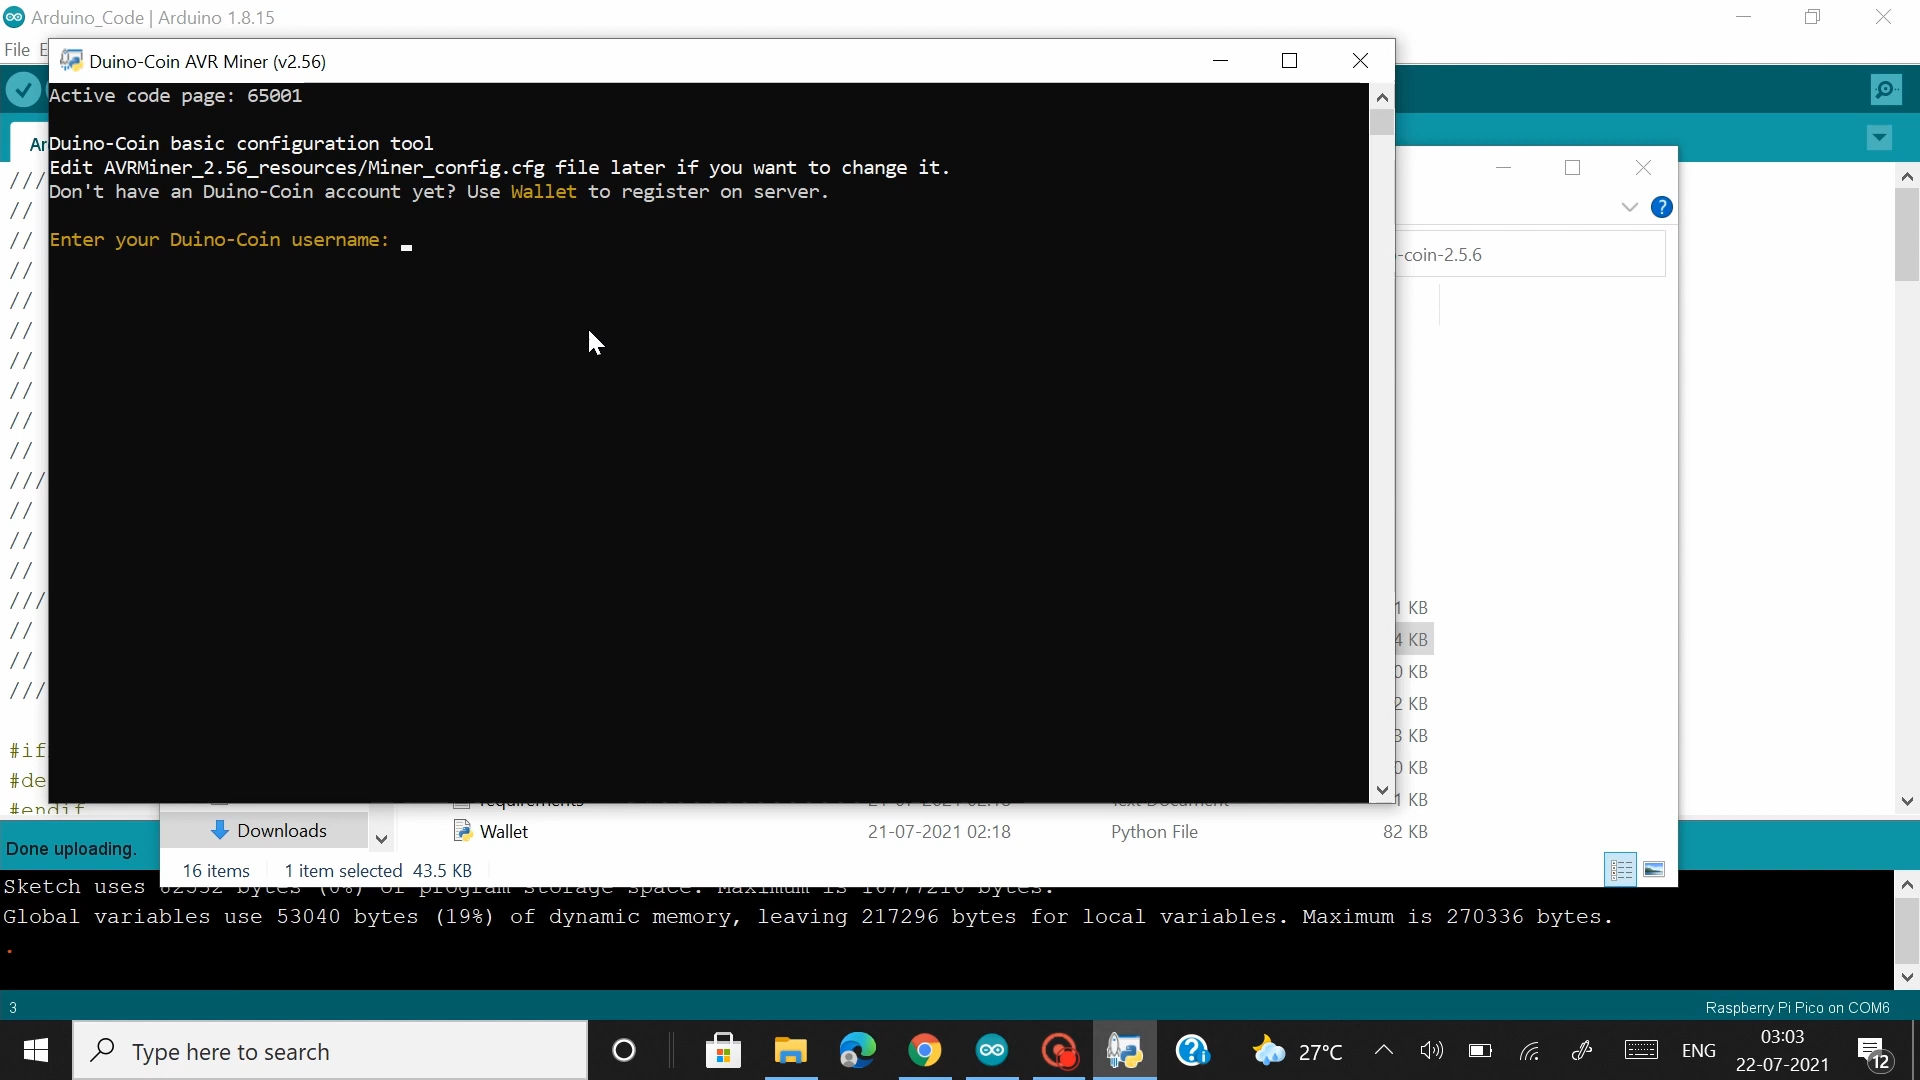 Arduino_Code | Arduino 1.8.15
File
Duino-Coin AVR Miner (v2.56)
Active code page: 65001
Duino-Coin basic configuration tool
Edit AVRMiner_2.56_resources/Miner_config.cfg file later if you want to change it.
Don't have an Duino-Coin account yet? Use Wallet to register on server.
Enter your Duino-Coin username:
-coin-2.5.6
///
//
//
//
//
//
//
//
//
//
///
//
//
//
///
//
//
///
#if
#de
#endif
1 KB
4 KB
0 KB
2 KB
3 KB
0 KB
1 KB
Downloads
Wallet 21-07-2021 02:18 Python File 82 KB
16 items 1 item selected 43.5 KB
Done uploading.
Sketch uses
Global variables use 53040 bytes (19%) of dynamic memory, leaving 217296 bytes for local variables. Maximum is 270336 bytes.
.
3 Raspberry Pi Pico on COM6
Type here to search
27°C
ENG
03:03
22-07-2021
12